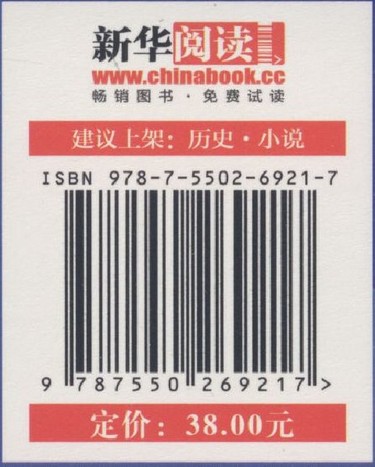 新华阅读
www.chinabook.cc
畅销图书·免费试读
建议上架：历史·小说
ISBN 978-7-5502-6921-7
9 787550 269217 >
定价：38.00元